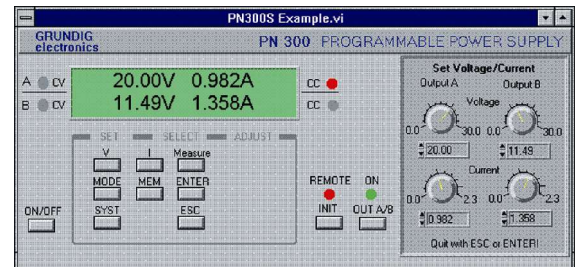 PN300S Example.vi
GRUNDIG
electronics
PN 300 PROGRAMMABLE POWER SUPPLY
A CV 20.00V 0.982A CC
B CV 11.49V 1.358A CC
SET SELECT ADJUST
V I Measure
MODE MEM ENTER
SYST ESC
ON/OFF
REMOTE ON
INIT OUT A/B
Set Voltage/Current
Output A Output B
Voltage
0.0 30.0 0.0 30.0
20.00 11.49
Current
0.0 2.3 0.0 2.3
0.982 1.358
Quit with ESC or ENTER!